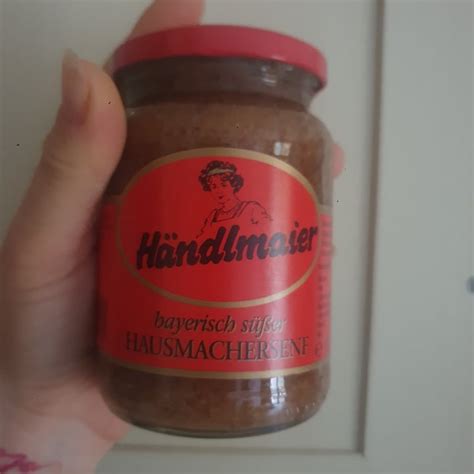 Händlmaier
bayerisch süßer
HAUSMACHERSENF